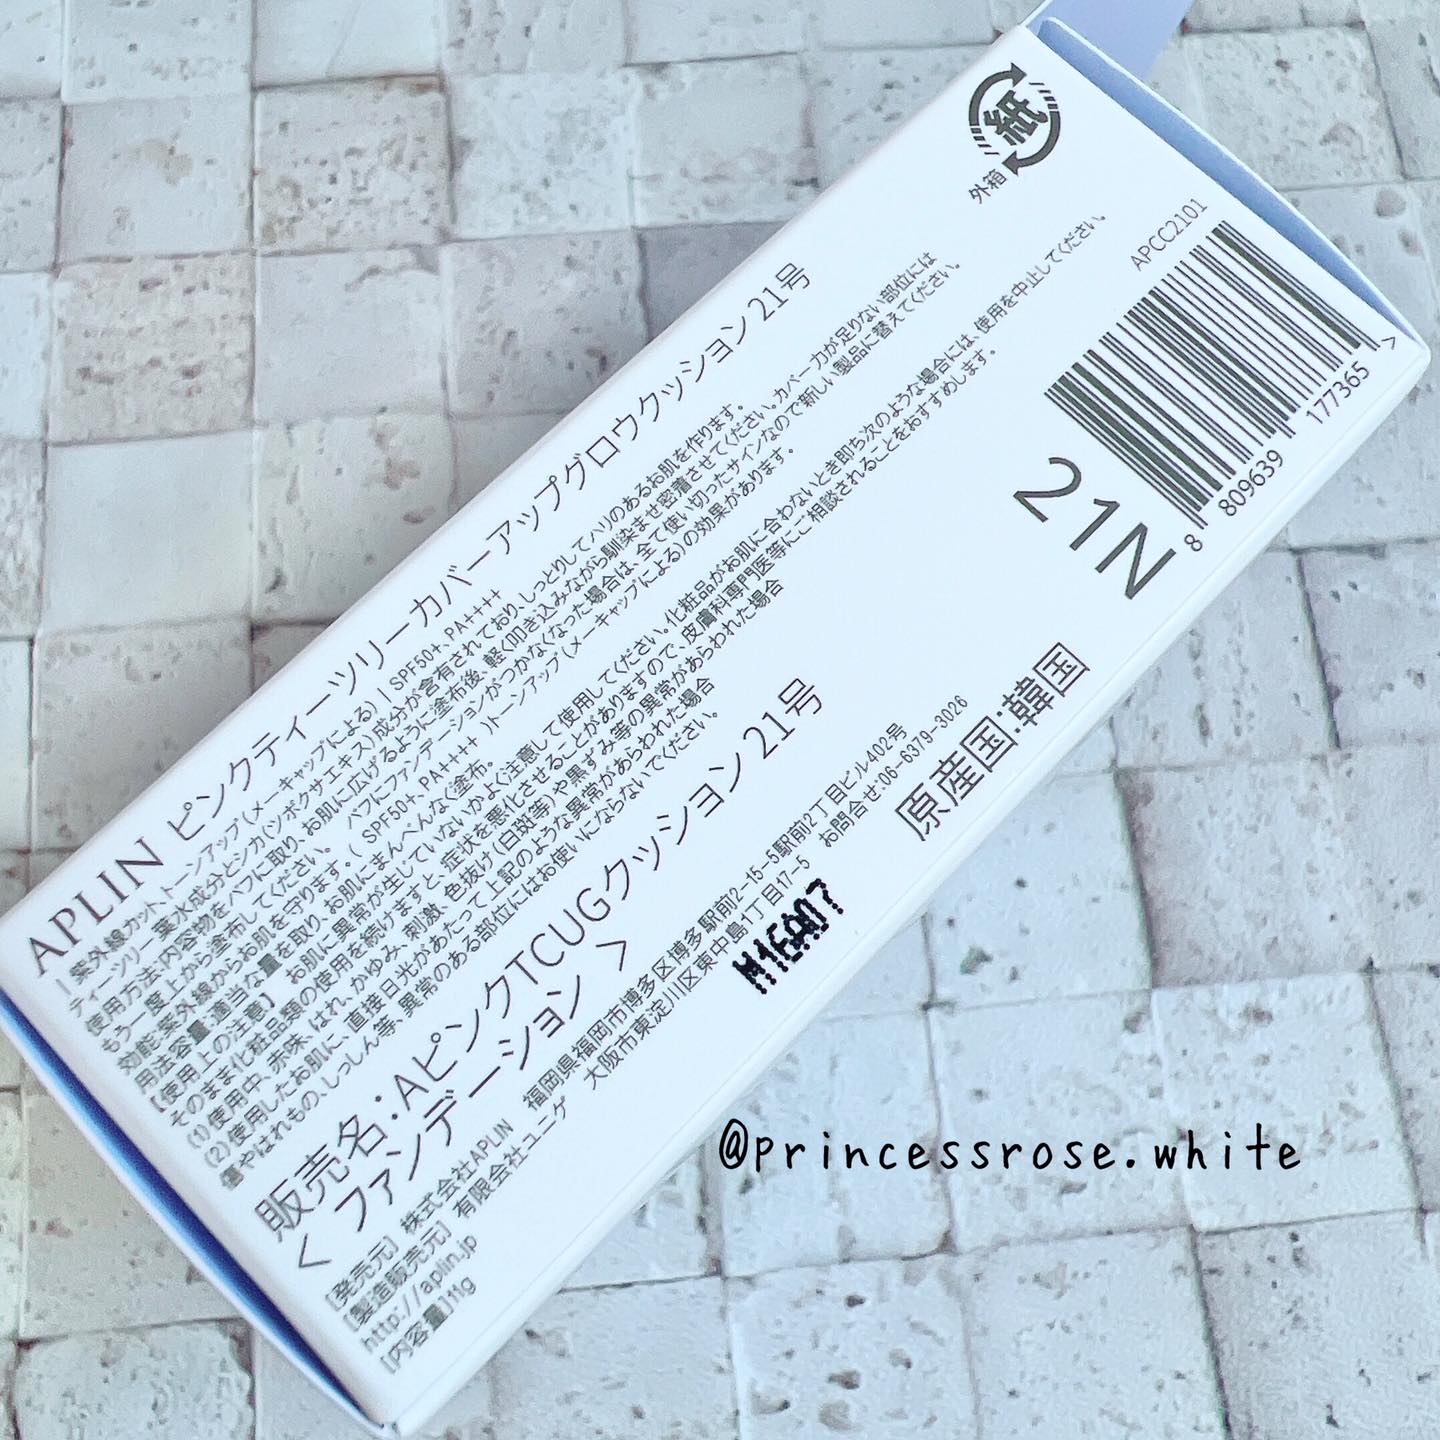 APLIN ピンクティーツリーカバーアップグロウクッション 21号
| 紫外線カット、トーンアップ(メーキャップによる) | SPF50+、PA++++
ティーツリー葉水成分とシカ(ツボクサエキス)成分が含有されており、しっとりしてハリのあるお肌を作ります。
使用方法:内容物をパフに取り、お肌に広げるように塗布後、軽く叩き込みながら馴染ませ密着させてください。カバー力が足りない部位には
もう一度上から塗布してください。 パフにファンデーションがつかなくなった場合は、全て使い切ったサインなので新しい製品に替えてください。
効能:紫外線からお肌を守ります。( SPF50+、PA++++ )トーンアップ(メーキャップによる)の効果があります。
用法容量:適当な量を取り、お肌にまんべんなく塗布。
【使用上の注意】 お肌に異常が生じていないかよく注意して使用してください。化粧品がお肌に合わないとき即ち次のような場合には、使用を中止してください。
そのまま化粧品類の使用を続けますと、症状を悪化させることがありますので、皮膚科専門医等にご相談されることをおすすめします。
(1)使用中、赤味、はれ、かゆみ、刺激、色抜け(白斑等)や黒ずみ等の異常があらわれた場合
(2)使用したお肌に、直接日光があたって上記のような異常があらわれた場合
傷やはれもの、しっしん等、異常のある部位にはお使いにならないでください。
販売名:AピンクTCUGクッション 21号
< ファンデーション >
[発売元] 株式会社APLIN 福岡県福岡市博多区博多駅前2-15-5駅前2丁目ビル402号
[製造販売元] 有限会社ユニゲ 大阪市東淀川区東中島1丁目17-5 お問合せ:06-6379-3026
http://aplin.jp
[内容量]11g
M1EA07
原産国:韓国
21N
APCC2101
8 809639 177365 >
紙
外箱
@princessrose.white